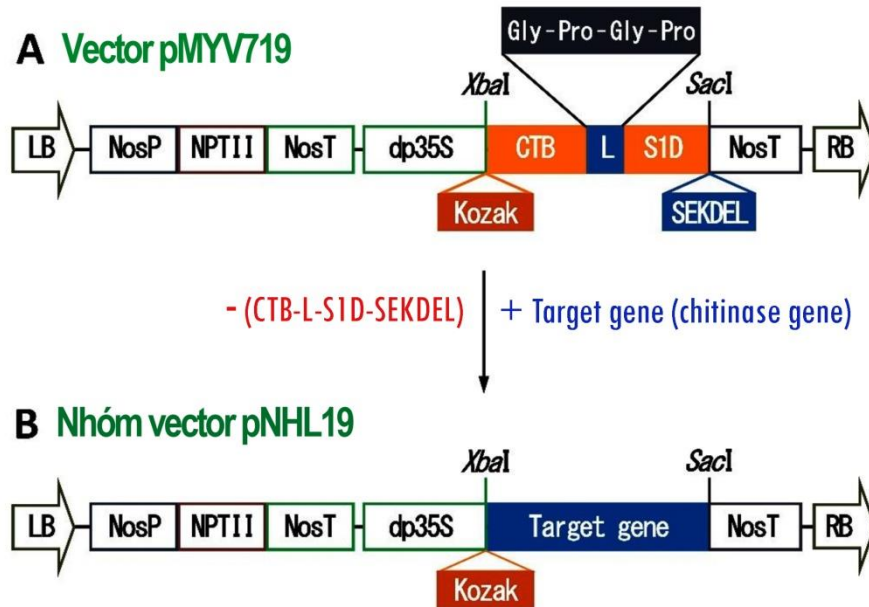 Gly-Pro-Gly-Pro
A Vector pMYV719
XbaI SacI
LB NosP NPTII NosT dp35S CTB L S1D NosT RB
Kozak SEKDEL
- (CTB-L-S1D-SEKDEL) + Target gene (chitinase gene)
B Nhóm vector pNHL19
XbaI SacI
LB NosP NPTII NosT dp35S Target gene NosT RB
Kozak